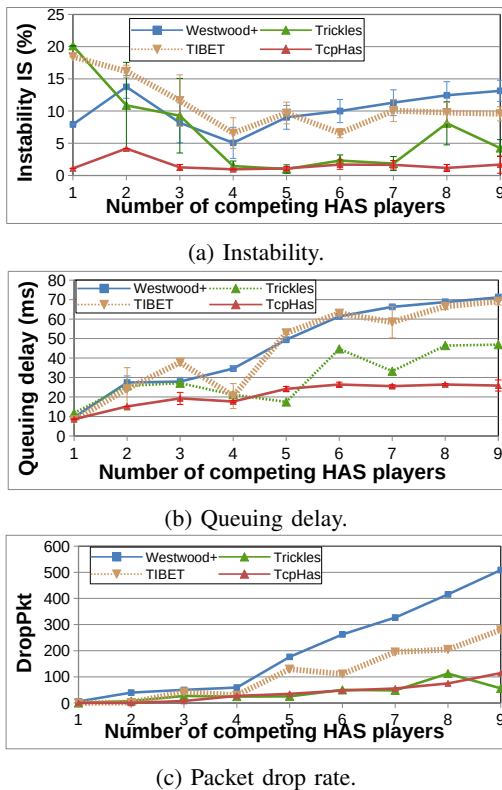 25
20
15
10
5
0
Instability IS (%)
Westwood+ Trickles
TIBET TcpHas
1 2 3 4 5 6 7 8 9
Number of competing HAS players
(a) Instability.
80
70
60
50
40
30
20
10
0
Queuing delay (ms)
Westwood+ Trickles
TIBET TcpHas
1 2 3 4 5 6 7 8 9
Number of competing HAS players
(b) Queuing delay.
600
500
400
300
200
100
0
DropPkt
Westwood+ Trickles
TIBET TcpHas
1 2 3 4 5 6 7 8 9
Number of competing HAS players
(c) Packet drop rate.